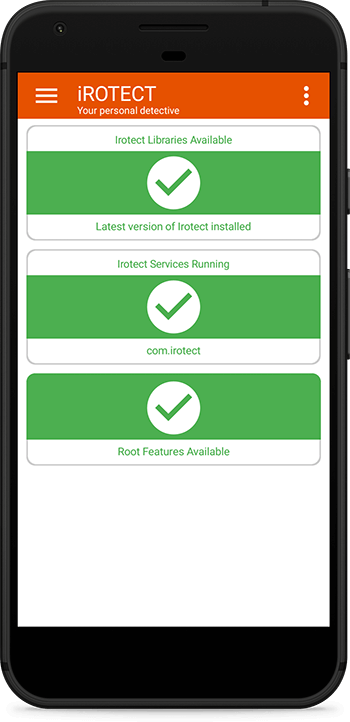 iROTECT
Your personal detective
Irotect Libraries Available
Latest version of Irotect installed
Irotect Services Running
com.irotect
Root Features Available